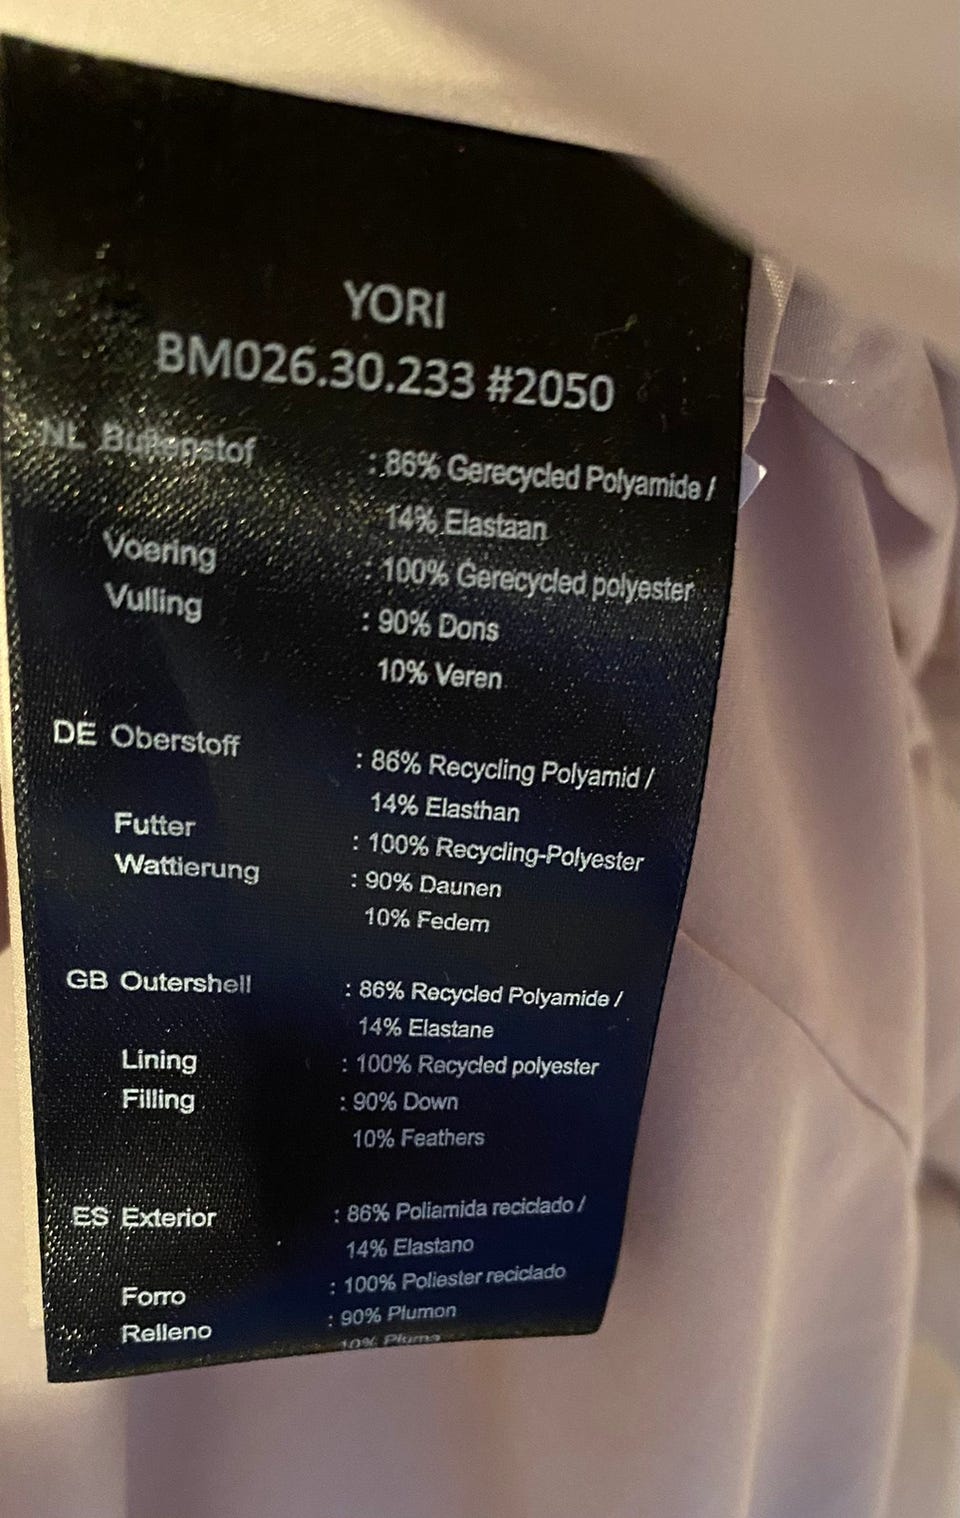 YORI
BM026.30.233 #2050
NL Buitenstof : 86% Gerecycled Polyamide /
14% Elastaan
Voering : 100% Gerecycled polyester
Vulling : 90% Dons
10% Veren
DE Oberstoff : 86% Recycling Polyamid /
14% Elasthan
Futter : 100% Recycling-Polyester
Wattierung : 90% Daunen
10% Federn
GB Outershell : 86% Recycled Polyamide /
14% Elastane
Lining : 100% Recycled polyester
Filling : 90% Down
10% Feathers
ES Exterior : 86% Poliamida reciclado /
14% Elastano
Forro : 100% Poliester reciclado
Relleno : 90% Plumon
10% Pluma